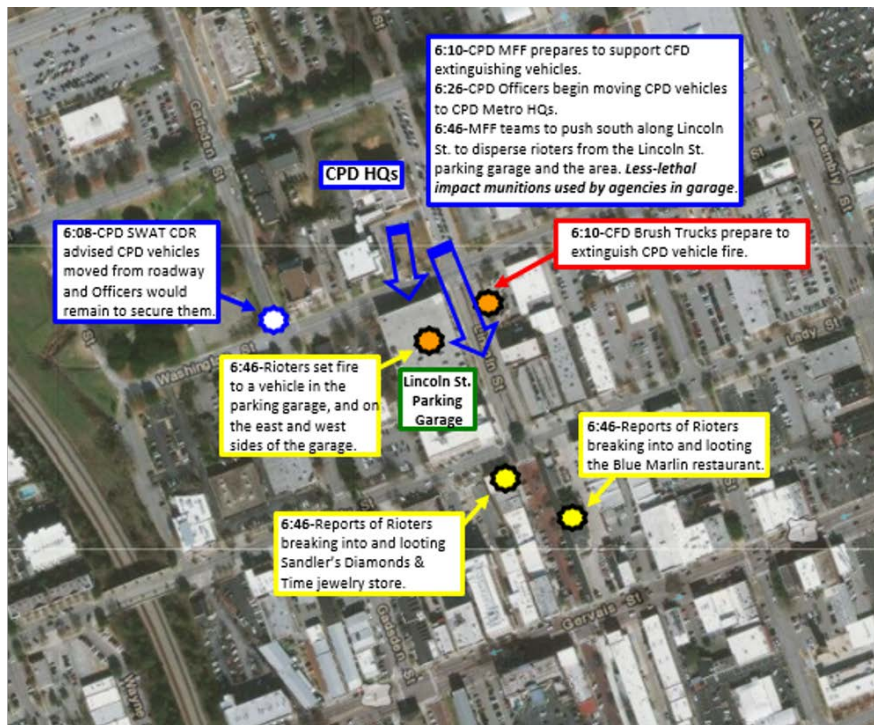 6:10-CPD MFF prepares to support CFD
extinguishing vehicles.
6:26-CPD Officers begin moving CPD vehicles
to CPD Metro HQs.
6:46-MFF teams to push south along Lincoln
St. to disperse rioters from the Lincoln St.
parking garage and the area. Less-lethal
impact munitions used by agencies in garage.
Gadsden St
St
Assembly St
St
CPD HQs
6:08-CPD SWAT CDR
advised CPD vehicles
moved from roadway
and Officers would
remain to secure them.
6:10-CFD Brush Trucks prepare to
extinguish CPD vehicle fire.
St
Washington St
Lincoln St
Lady St
6:46-Rioters set fire
to a vehicle in the
parking garage, and on
the east and west
sides of the garage.
Lincoln St.
Parking
Garage
6:46-Reports of Rioters
breaking into and looting
the Blue Marlin restaurant.
6:46-Reports of Rioters
breaking into and looting
Sandler's Diamonds &
Time jewelry store.
Gervais St
Gadsden St
Wayne